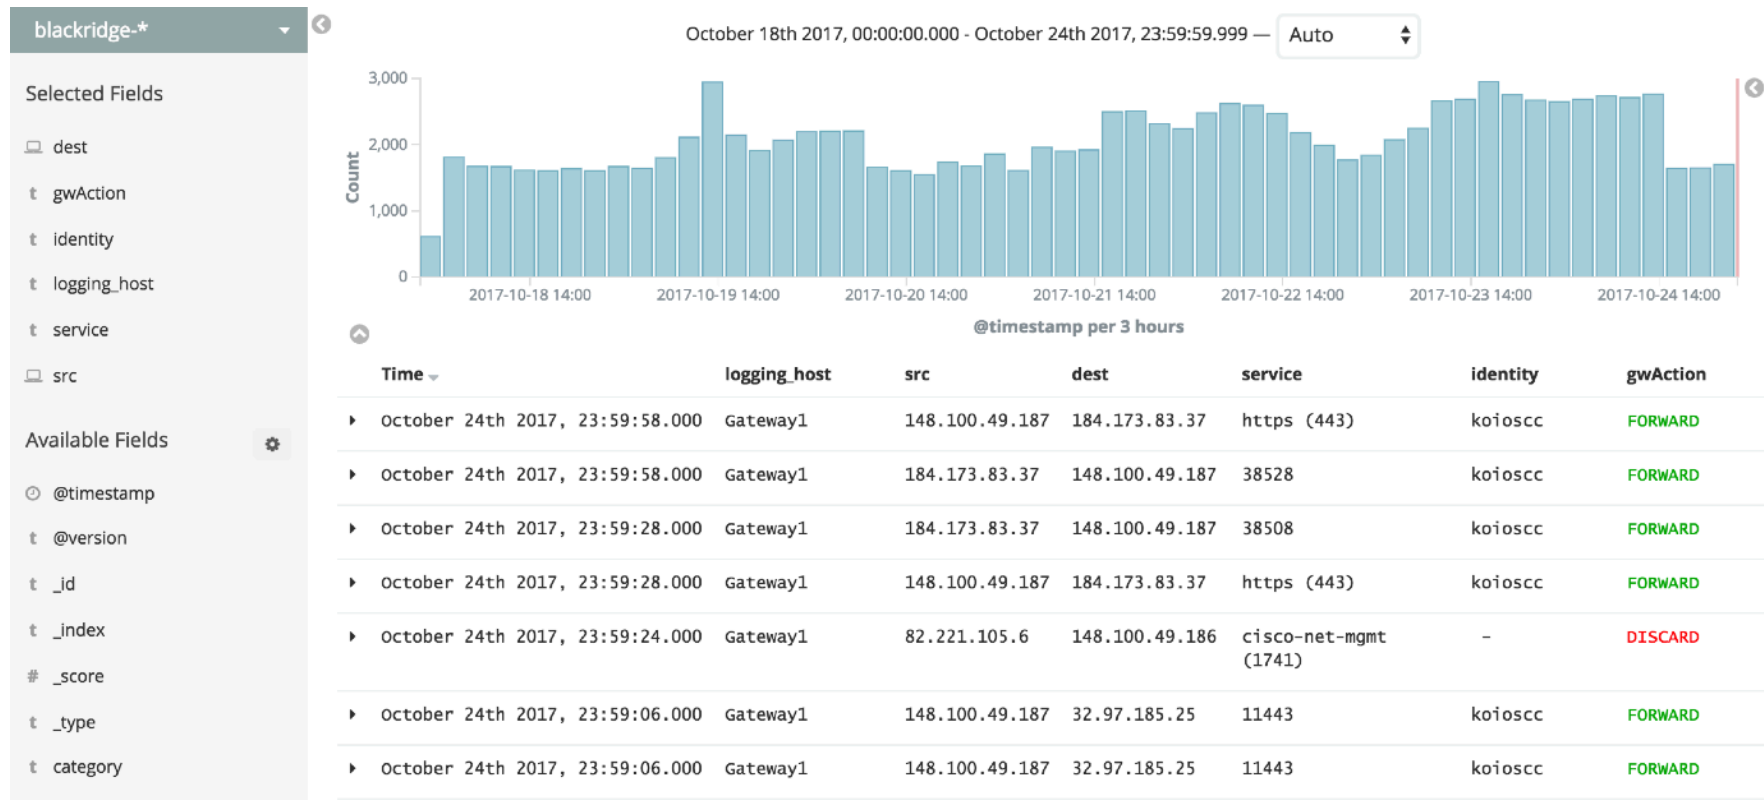 blackridge-*
Selected Fields
dest
t gwAction
t identity
t logging_host
t service
src
Available Fields
@timestamp
t @version
t _id
t _index
# _score
t _type
t category
October 18th 2017, 00:00:00.000 - October 24th 2017, 23:59:59.999 — Auto
3,000
2,000
1,000
0
Count
2017-10-18 14:00 2017-10-19 14:00 2017-10-20 14:00 2017-10-21 14:00 2017-10-22 14:00 2017-10-23 14:00 2017-10-24 14:00
@timestamp per 3 hours
Time logging_host src dest service identity gwAction
October 24th 2017, 23:59:58.000 Gateway1 148.100.49.187 184.173.83.37 https (443) koioscc FORWARD
October 24th 2017, 23:59:58.000 Gateway1 184.173.83.37 148.100.49.187 38528 koioscc FORWARD
October 24th 2017, 23:59:28.000 Gateway1 184.173.83.37 148.100.49.187 38508 koioscc FORWARD
October 24th 2017, 23:59:28.000 Gateway1 148.100.49.187 184.173.83.37 https (443) koioscc FORWARD
October 24th 2017, 23:59:24.000 Gateway1 82.221.105.6 148.100.49.186 cisco-net-mgmt - DISCARD
(1741)
October 24th 2017, 23:59:06.000 Gateway1 148.100.49.187 32.97.185.25 11443 koioscc FORWARD
October 24th 2017, 23:59:06.000 Gateway1 148.100.49.187 32.97.185.25 11443 koioscc FORWARD